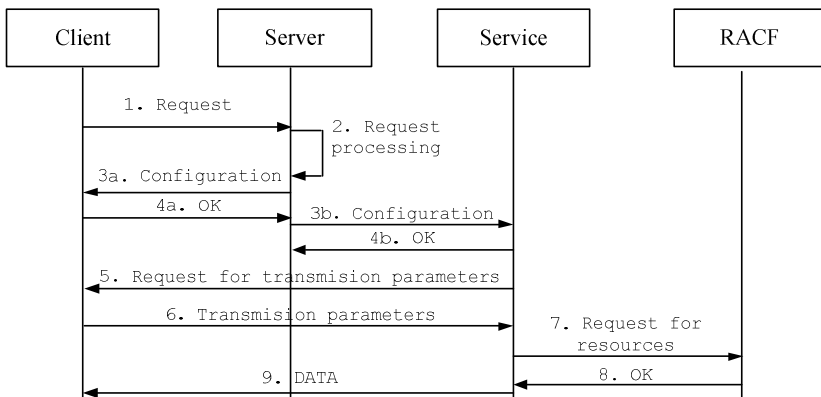 Client
Server
Service
RACF
1. Request
2. Request
processing
3a. Configuration
4a. OK
3b. Configuration
4b. OK
5. Request for transmision parameters
6. Transmision parameters
7. Request for
resources
8. OK
9. DATA